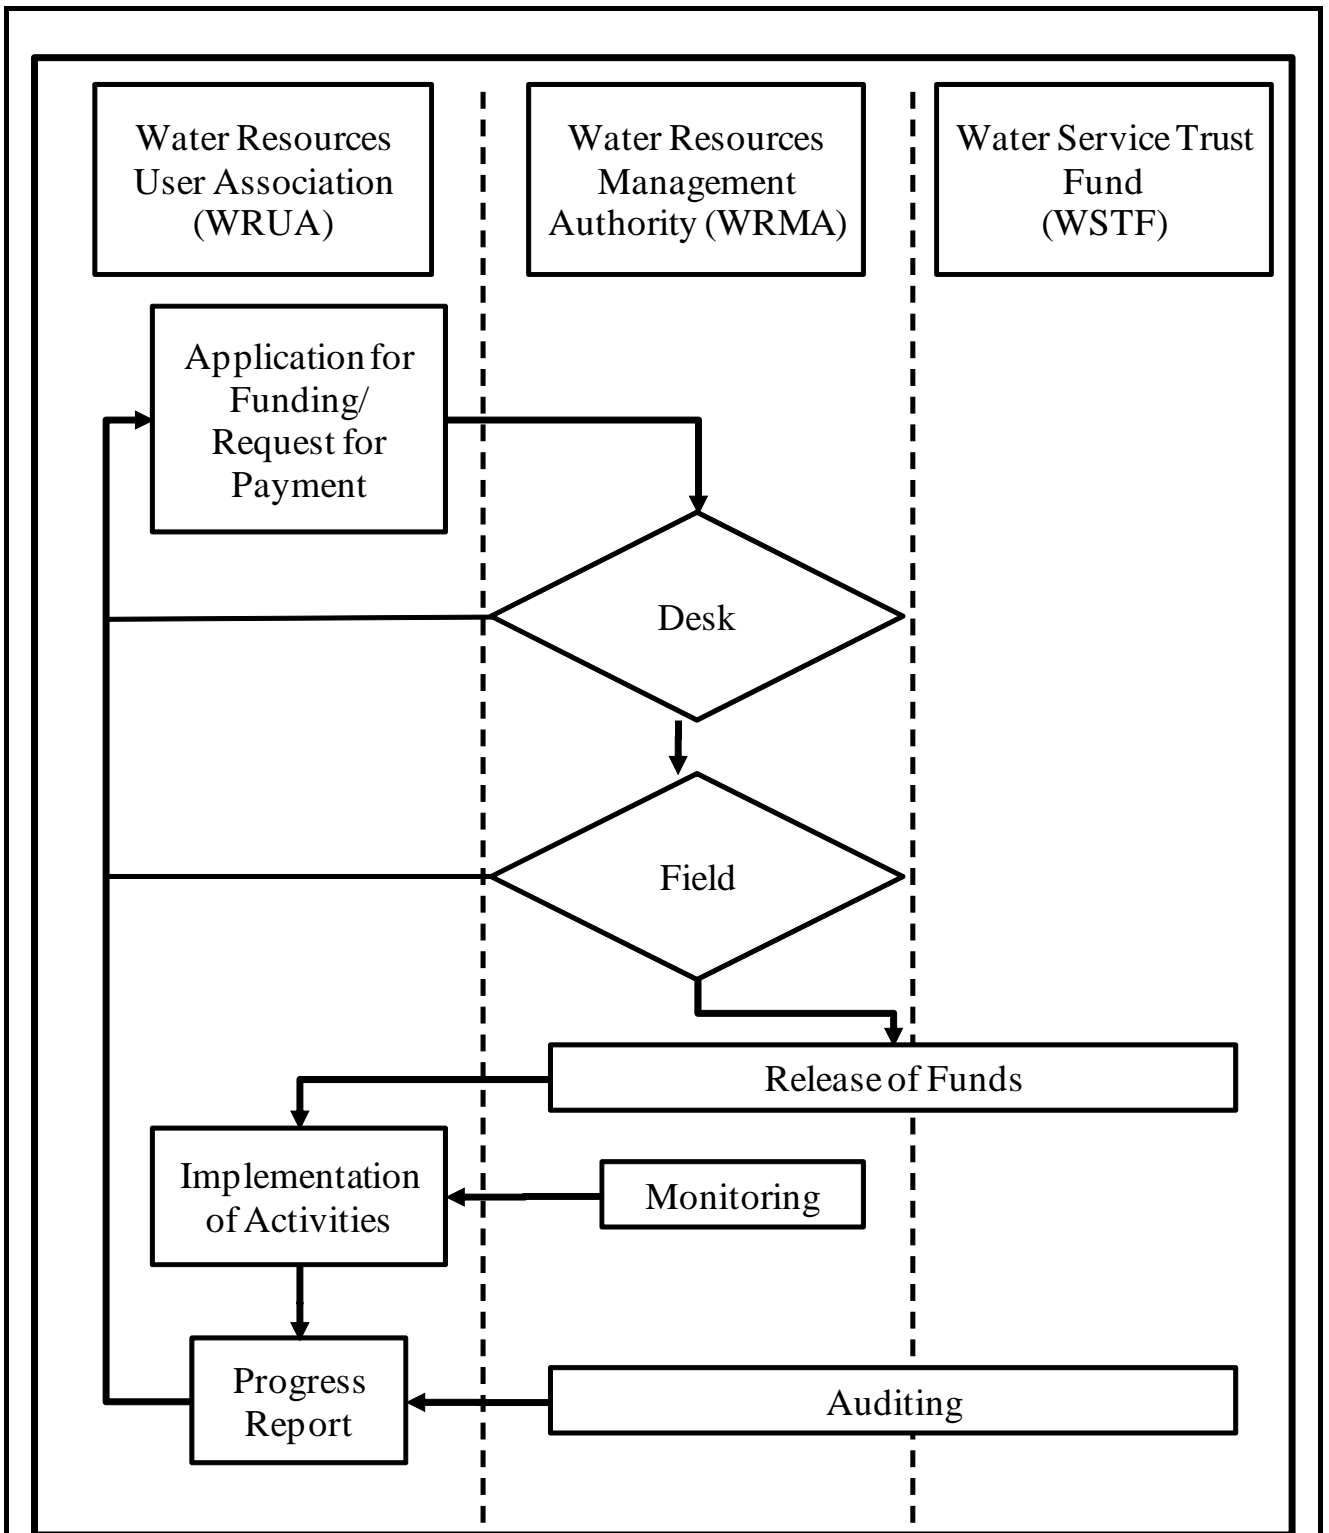 Water Resources
User Association
(WRUA)
Water Resources
Management
Authority (WRMA)
Water Service Trust
Fund
(WSTF)
Application for
Funding/
Request for
Payment
Desk
Field
Release of Funds
Implementation
of Activities
Monitoring
Progress
Report
Auditing